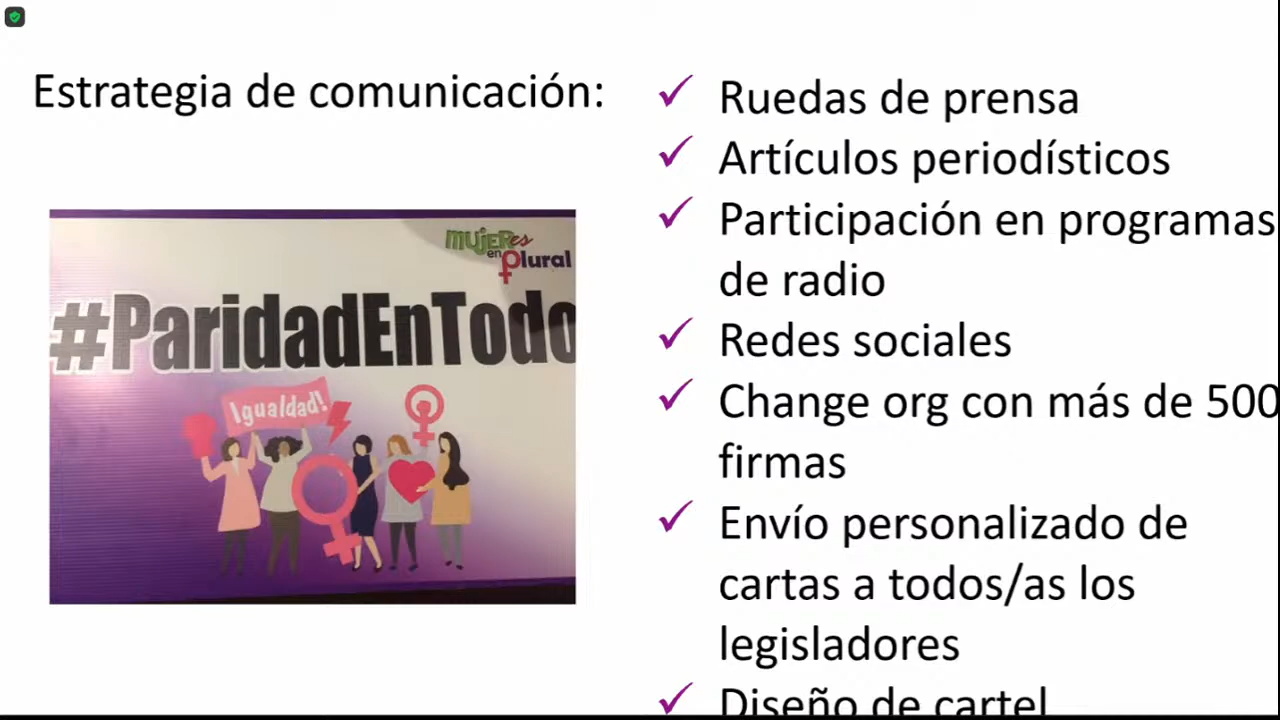 Estrategia de comunicación:
MUJERES
en plural
#ParidadEnTodo
Igualdad!
Ruedas de prensa
Artículos periodísticos
Participación en programas
de radio
Redes sociales
Change org con más de 500
firmas
Envío personalizado de
cartas a todos/as los
legisladores
Diseño de cartel